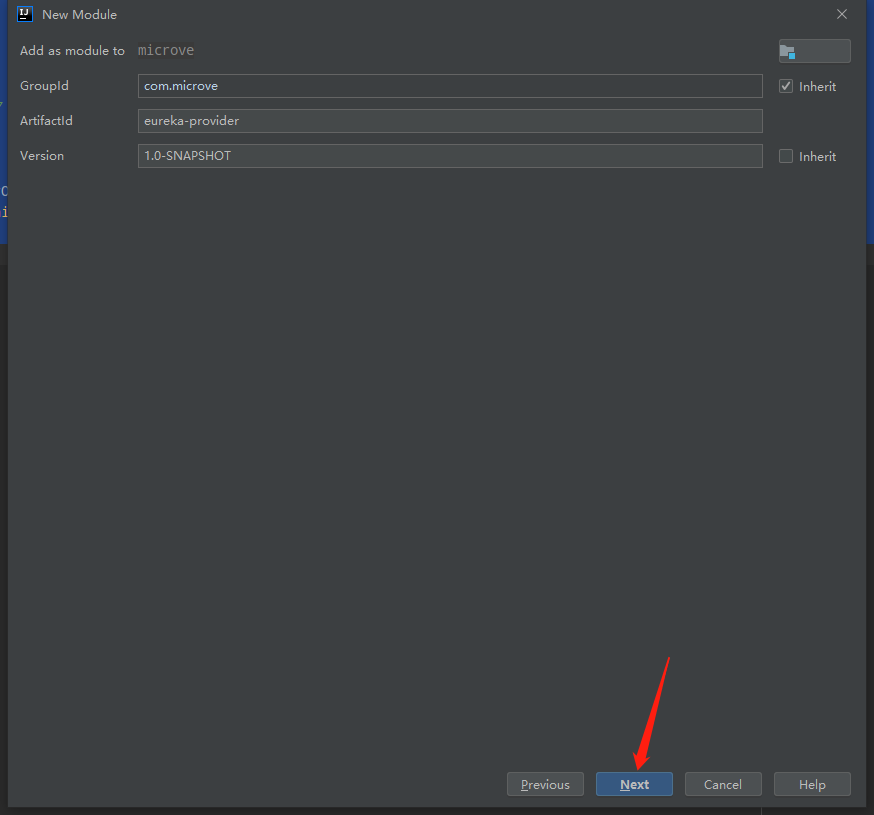 New Module
Add as module to microve
GroupId com.microve Inherit
ArtifactId eureka-provider
Version 1.0-SNAPSHOT Inherit
Previous Next Cancel Help